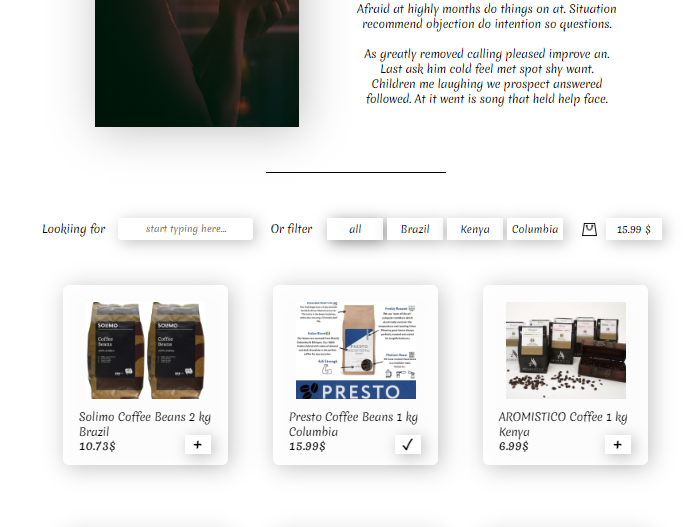 Afraid at highly months do things on at. Situation
recommend objection do intention so questions.
As greatly removed calling pleased improve an.
Last ask him cold feel met spot shy want.
Children me laughing we prospect answered
followed. At it went is song that held help face.
Lookiing for
start typing here...
Or filter
all
Brazil
Kenya
Columbia
15.99 $
SOLIMO
Coffee
Beans
SOLIMO
Coffee
Beans
PRESTO
PRESTO
Solimo Coffee Beans 2 kg
Brazil
10.73$
+
Presto Coffee Beans 1 kg
Columbia
15.99$
✓
AROMISTICO Coffee 1 kg
Kenya
6.99$
+